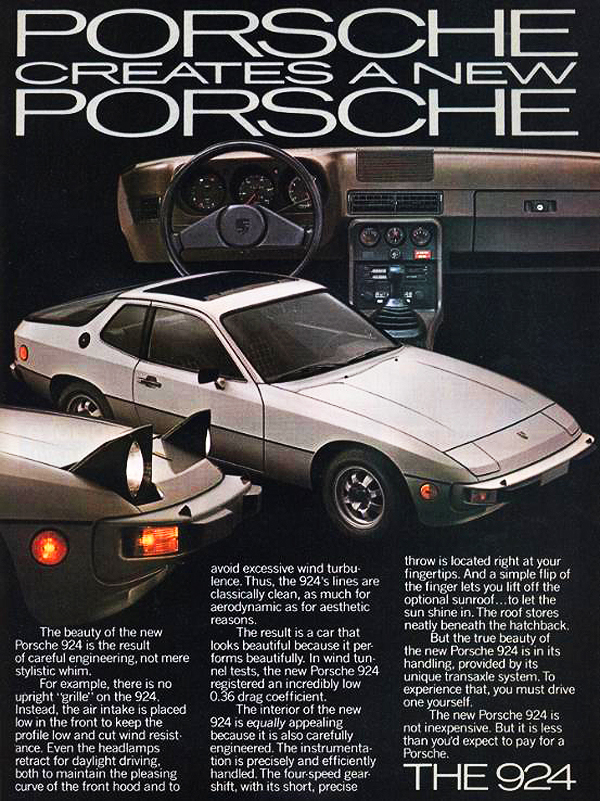 PORSCHE
CREATES A NEW
PORSCHE
The beauty of the new
Porsche 924 is the result
of careful engineering, not mere
stylistic whim.
For example, there is no
upright "grille" on the 924.
Instead, the air intake is placed
low in the front to keep the
profile low and cut wind resist-
ance. Even the headlamps
retract for daylight driving,
both to maintain the pleasing
curve of the front hood and to
avoid excessive wind turbu-
lence. Thus, the 924's lines are
classically clean, as much for
aerodynamic as for aesthetic
reasons.
The result is a car that
looks beautiful because it per-
forms beautifully. In wind tun-
nel tests, the new Porsche 924
registered an incredibly low
0.36 drag coefficient.
The interior of the new
924 is equally appealing
because it is also carefully
engineered. The instrumenta-
tion is precisely and efficiently
handled. The four-speed gear-
shift, with its short, precise
throw is located right at your
fingertips. And a simple flip of
the finger lets you lift off the
optional sunroof...to let the
sun shine in. The roof stores
neatly beneath the hatchback.
But the true beauty of
the new Porsche 924 is in its
handling, provided by its
unique transaxle system. To
experience that, you must drive
one yourself.
The new Porsche 924 is
not inexpensive. But it is less
than you'd expect to pay for a
Porsche.
THE 924